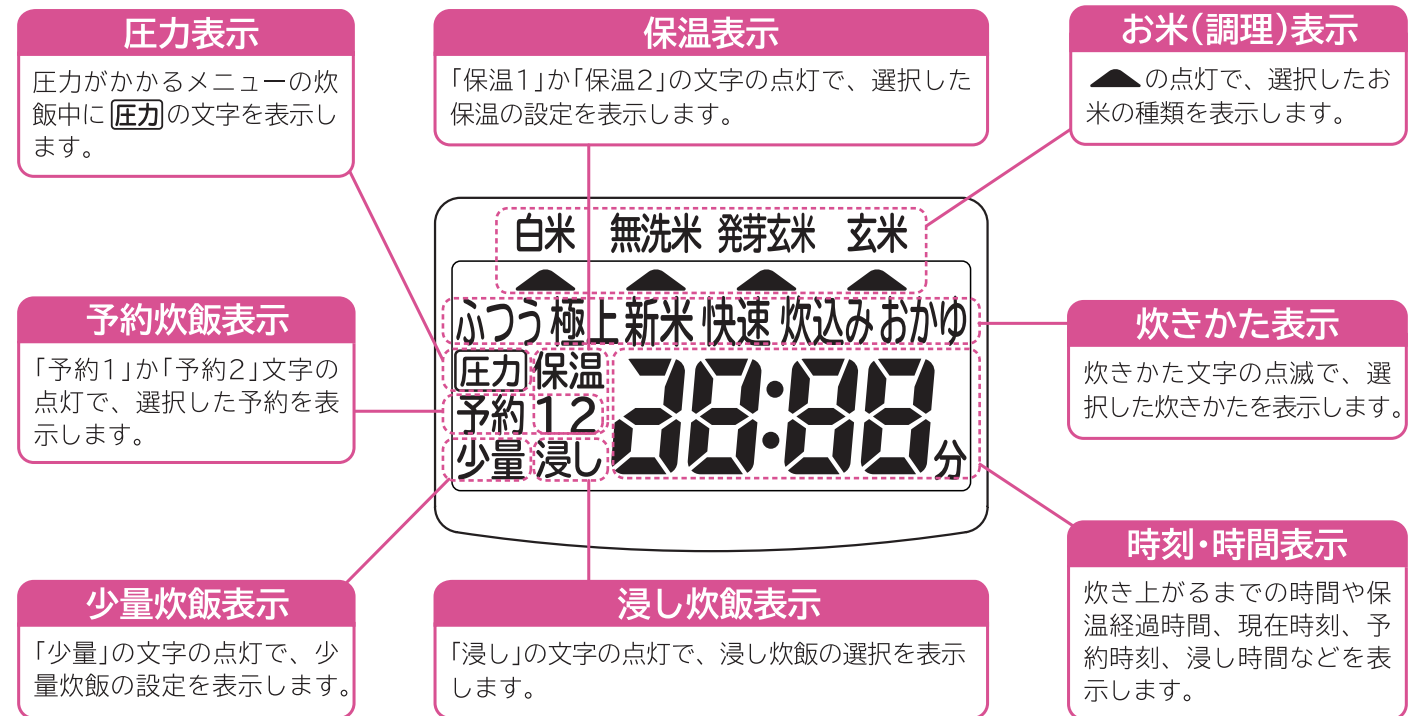 圧力表示
圧力がかかるメニューの炊
飯中に圧力の文字を表示し
ます。
保温表示
「保温1」か「保温2」の文字の点灯で、選択した
保温の設定を表示します。
お米(調理)表示
の点灯で、選択したお
米の種類を表示します。
白米 無洗米 発芽玄米 玄米
ふつう 極上 新米 快速 炊込み おかゆ
圧力 保温
予約 12
少量 浸し
38:88
分
予約炊飯表示
「予約1」か「予約2」文字の
点灯で、選択した予約を表
示します。
炊きかた表示
炊きかた文字の点滅で、選
択した炊きかたを表示します。
少量炊飯表示
「少量」の文字の点灯で、少
量炊飯の設定を表示します。
浸し炊飯表示
「浸し」の文字の点灯で、浸し炊飯の選択を表示
します。
時刻・時間表示
炊き上がるまでの時間や保
温経過時間、現在時刻、予
約時刻、浸し時間などを表
示します。